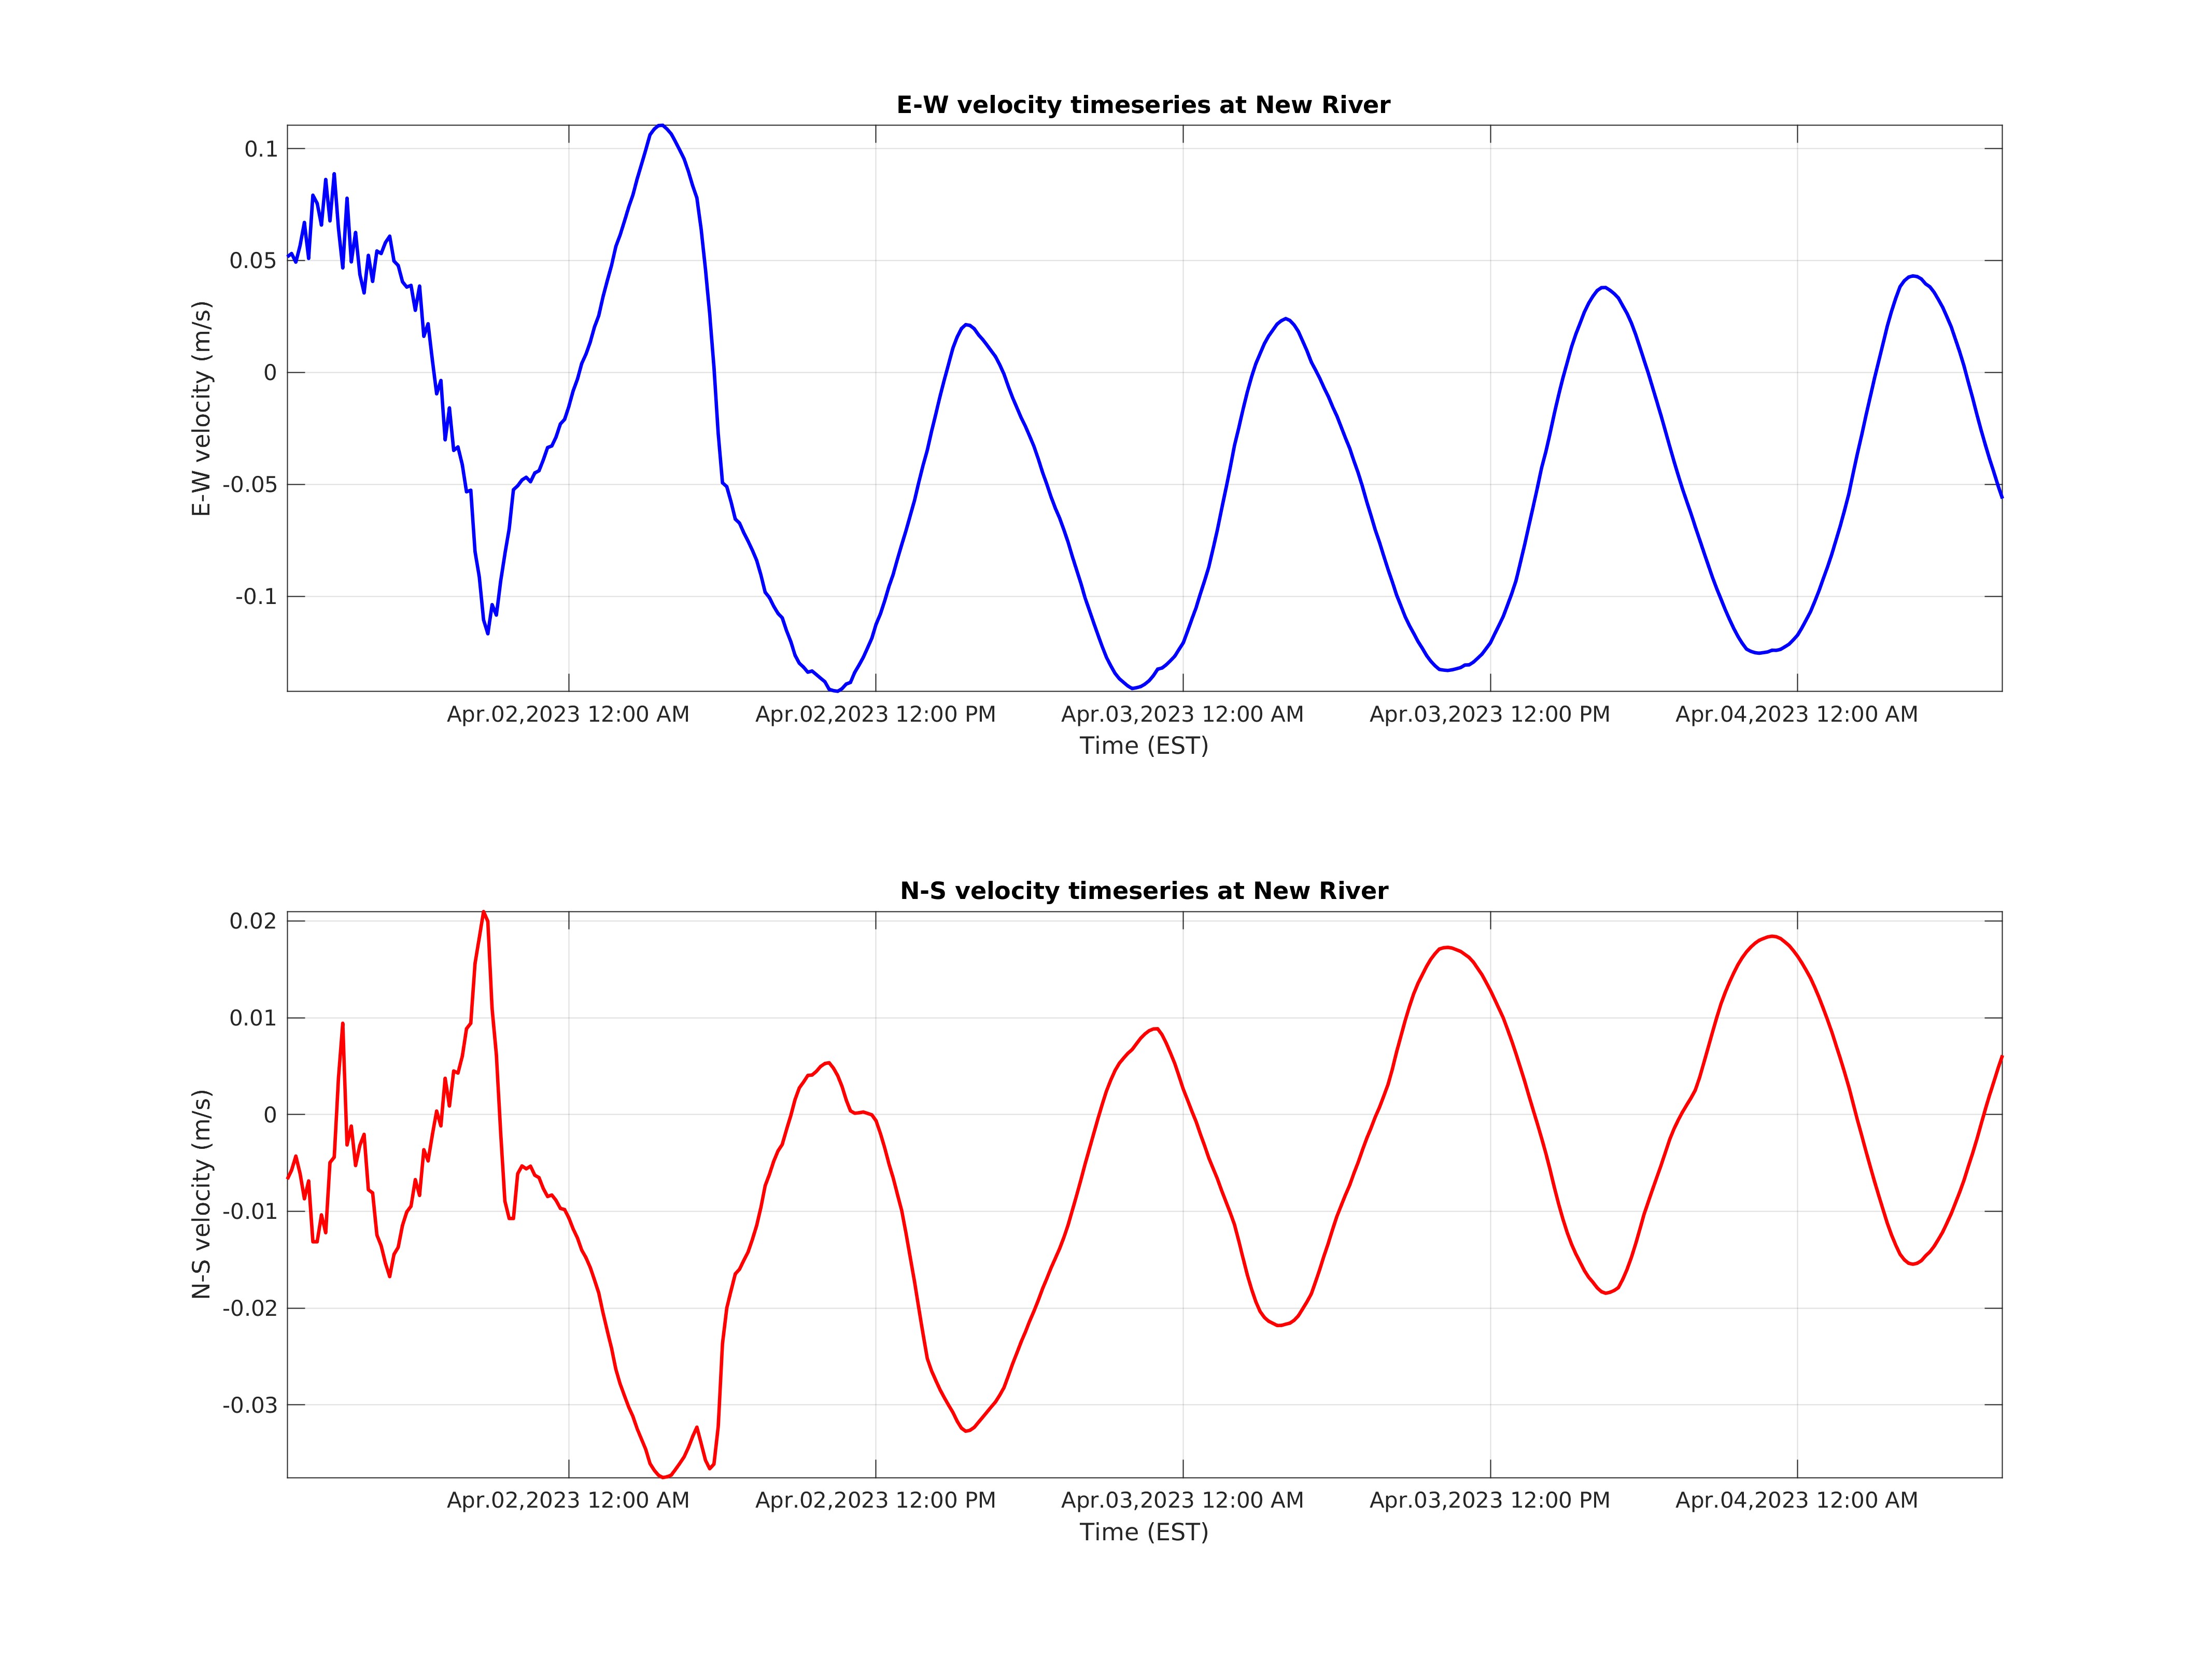 E-W velocity timeseries at New River
E-W velocity (m/s)
0.1
0.05
0
-0.05
-0.1
Apr.02,2023 12:00 AM
Apr.02,2023 12:00 PM
Apr.03,2023 12:00 AM
Apr.03,2023 12:00 PM
Apr.04,2023 12:00 AM
Time (EST)
N-S velocity timeseries at New River
N-S velocity (m/s)
0.02
0.01
0
-0.01
-0.02
-0.03
Apr.02,2023 12:00 AM
Apr.02,2023 12:00 PM
Apr.03,2023 12:00 AM
Apr.03,2023 12:00 PM
Apr.04,2023 12:00 AM
Time (EST)